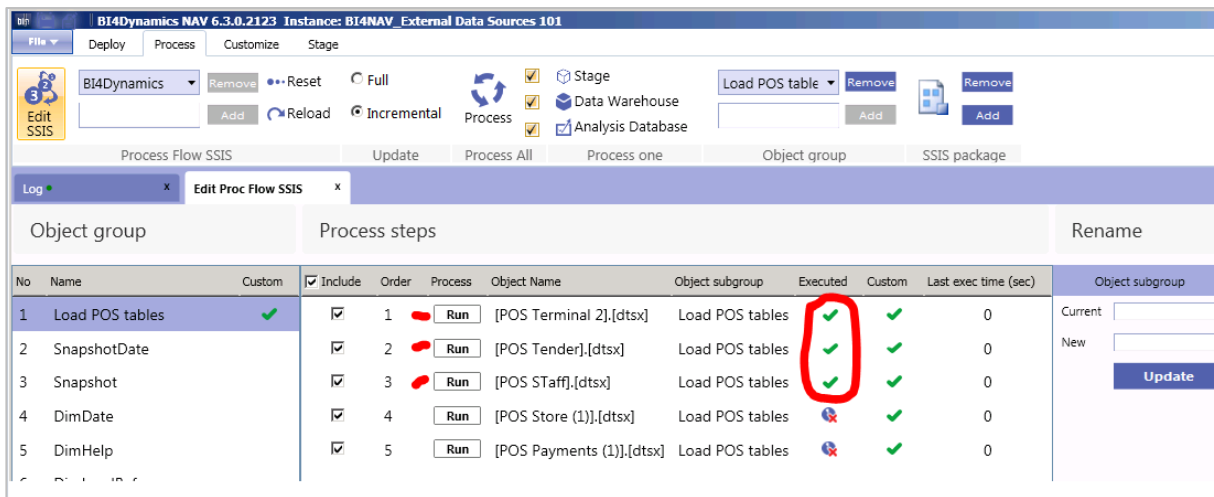 BI4Dynamics NAV 6.3.0.2123 Instance: BI4NAV_External Data Sources 101
File Deploy Process Customize Stage
Edit SSIS
BI4Dynamics Remove Reset
Add Reload
Process Flow SSIS
Full
Incremental
Update
Process
Process All
Stage
Data Warehouse
Analysis Database
Process one
Load POS table Remove
Add
Object group
Remove
Add
SSIS package
Log x Edit Proc Flow SSIS x
Object group Process steps Rename
No Name Custom Include Order Process Object Name Object subgroup Executed Custom Last exec time (sec) Object subgroup
1 Load POS tables 1 Run [POS Terminal 2].[dtsx] Load POS tables 0 Current
2 SnapshotDate 2 Run [POS Tender].[dtsx] Load POS tables 0 New
3 Snapshot 3 Run [POS STaff].[dtsx] Load POS tables 0 Update
4 DimDate 4 Run [POS Store (1)].[dtsx] Load POS tables 0
5 DimHelp 5 Run [POS Payments (1)].[dtsx] Load POS tables 0